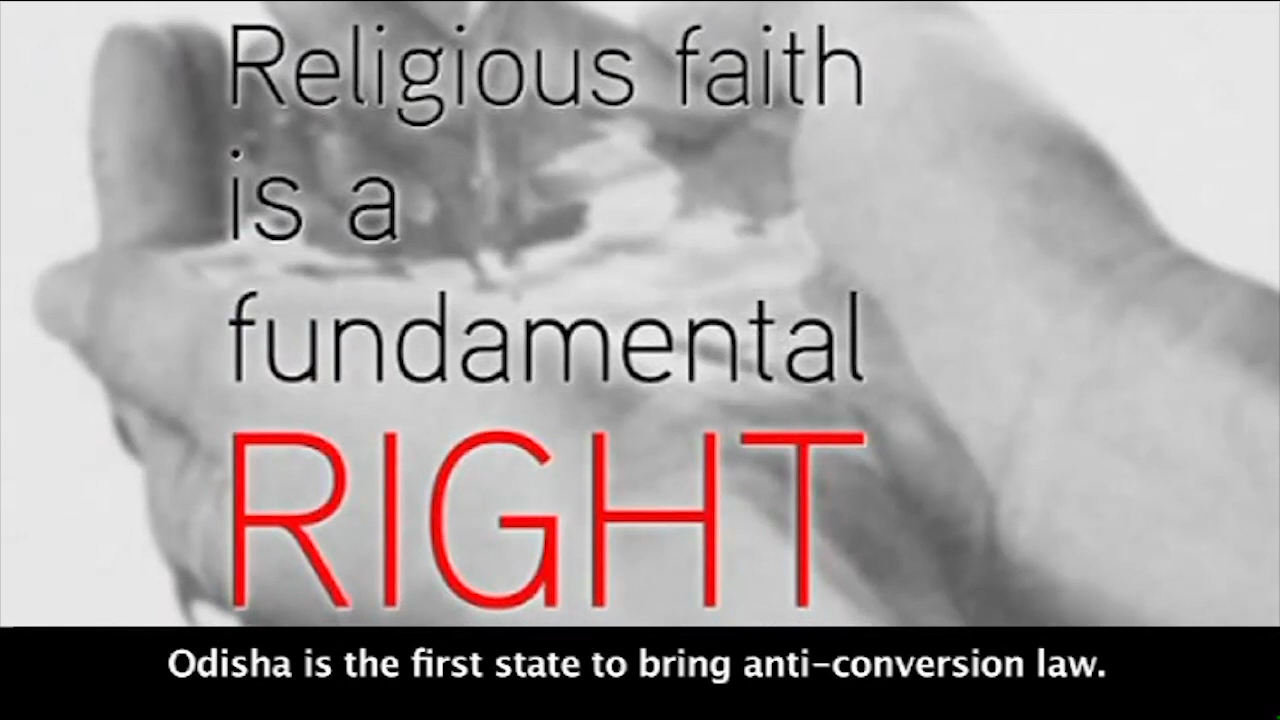 Religious faith
is a
fundamental
RIGHT
Odisha is the first state to bring anti-conversion law.